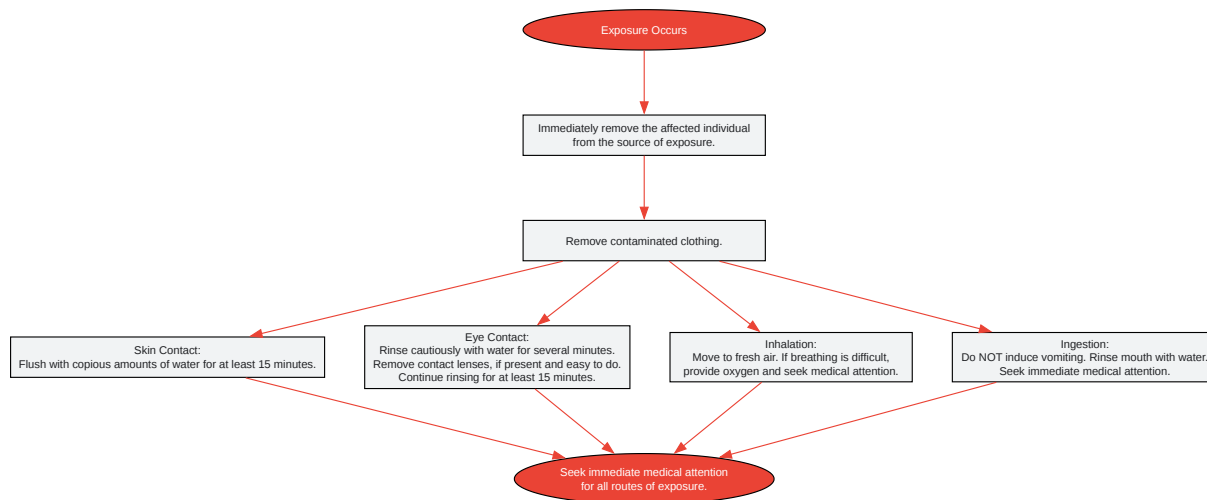 Exposure Occurs
Immediately remove the affected individual
from the source of exposure.
Remove contaminated clothing.
Skin Contact:
Flush with copious amounts of water for at least 15 minutes.
Eye Contact:
Rinse cautiously with water for several minutes.
Remove contact lenses, if present and easy to do.
Continue rinsing for at least 15 minutes.
Inhalation:
Move to fresh air. If breathing is difficult,
provide oxygen and seek medical attention.
Ingestion:
Do NOT induce vomiting. Rinse mouth with water.
Seek immediate medical attention.
Seek immediate medical attention
for all routes of exposure.